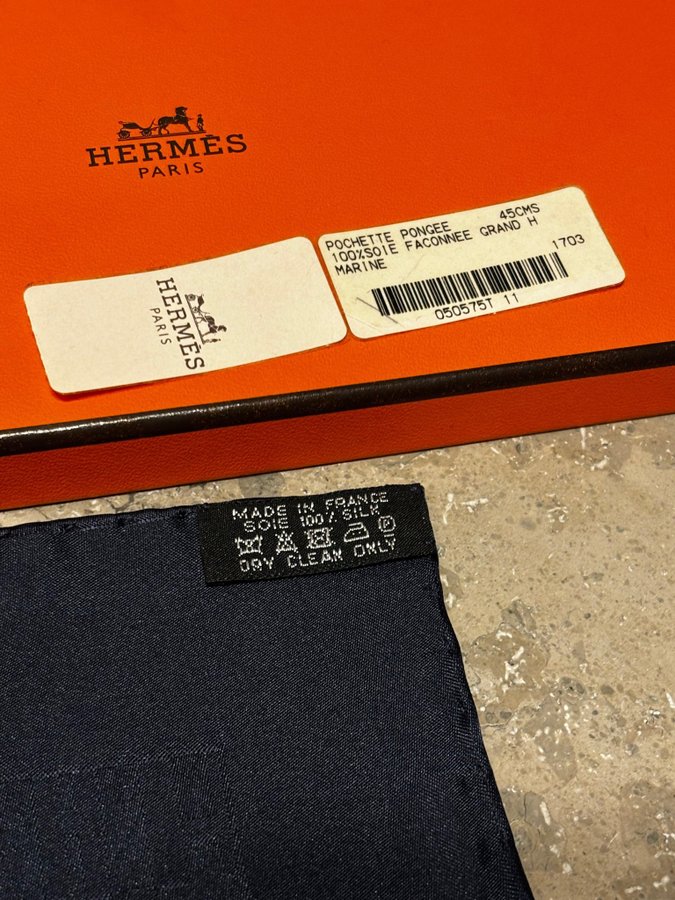 HERMÈS
PARIS
POCHETTE PONGEE 45CMS
100%SOIE FACONNEE GRAND H
MARINE 1703
050575T 11
HERMÈS
PARIS
MADE IN FRANCE
SOIE 100% SILK
P
DRY CLEAN ONLY